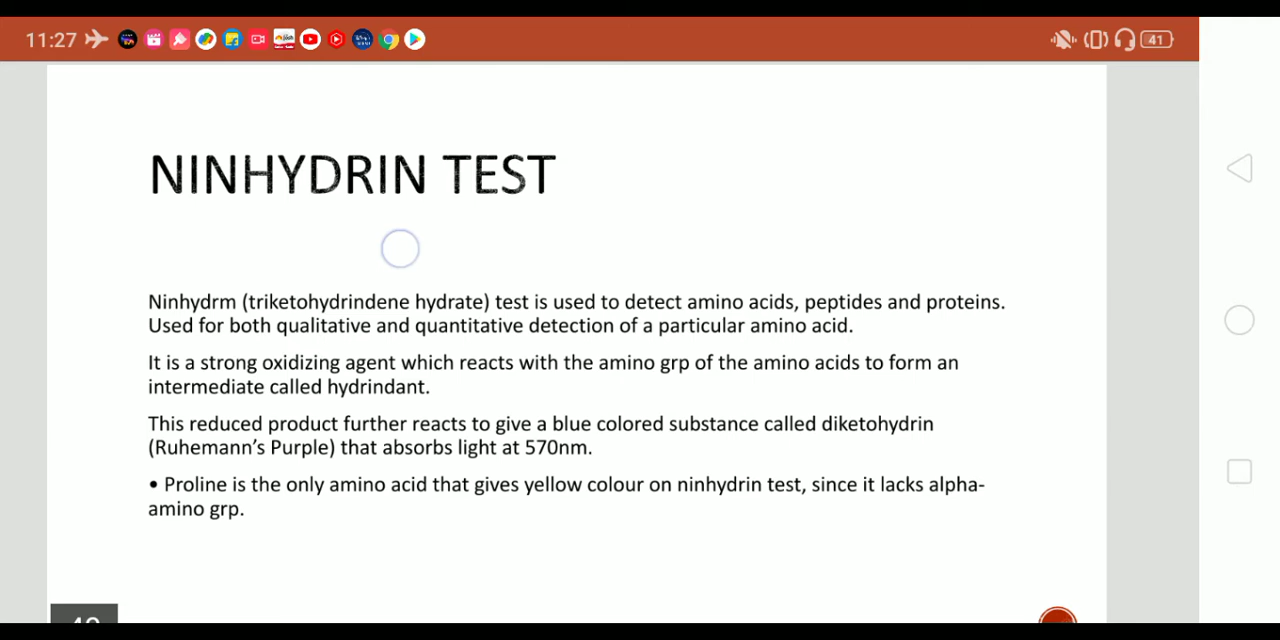 11:27
41
NINHYDRIN TEST
Ninhydrm (triketohydrindene hydrate) test is used to detect amino acids, peptides and proteins.
Used for both qualitative and quantitative detection of a particular amino acid.
It is a strong oxidizing agent which reacts with the amino grp of the amino acids to form an
intermediate called hydrindant.
This reduced product further reacts to give a blue colored substance called diketohydrin
(Ruhemann’s Purple) that absorbs light at 570nm.
• Proline is the only amino acid that gives yellow colour on ninhydrin test, since it lacks alpha-
amino grp.